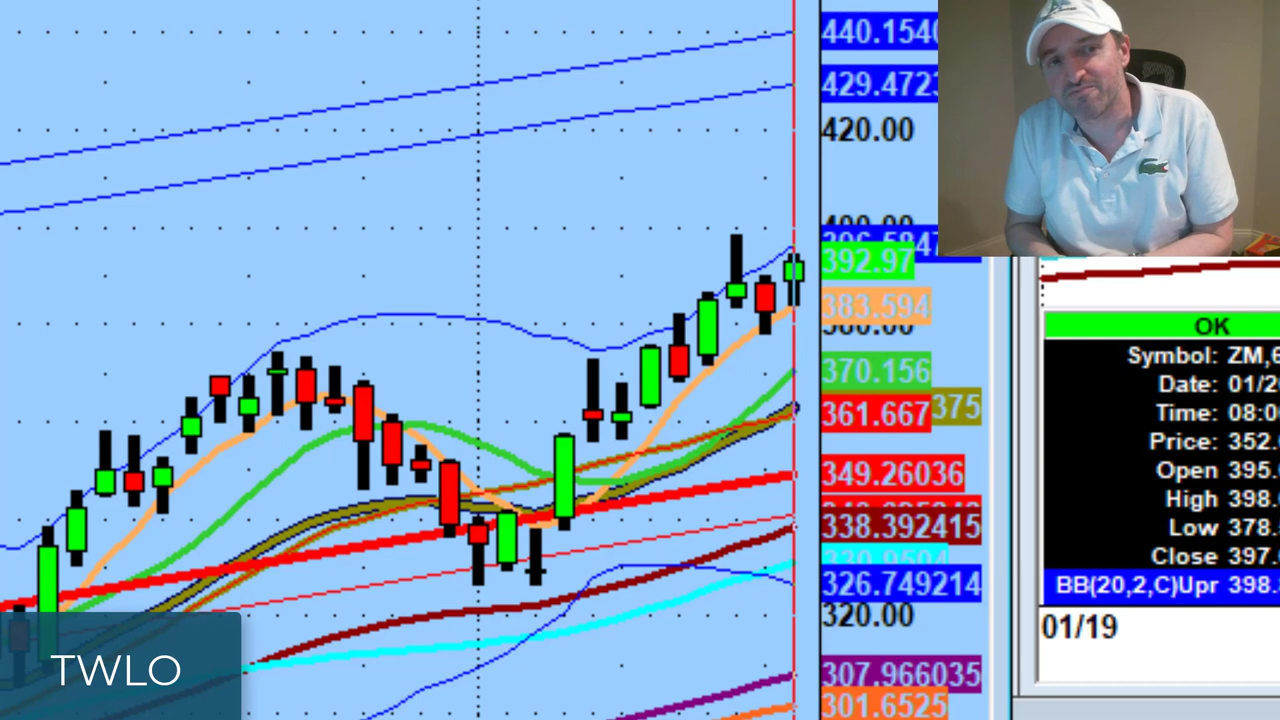 440.1540
429.4723
420.00
392.97
383.594
370.156
375
361.667
349.26036
338.392415
326.749214
320.00
307.966035
301.6525
OK
Symbol: ZM,6
Date: 01/2
Time: 08:0
Price: 352.
Open 395.
High 398.
Low 378.
Close 397.
BB(20,2,C)Upr 398.
01/19
TWLO